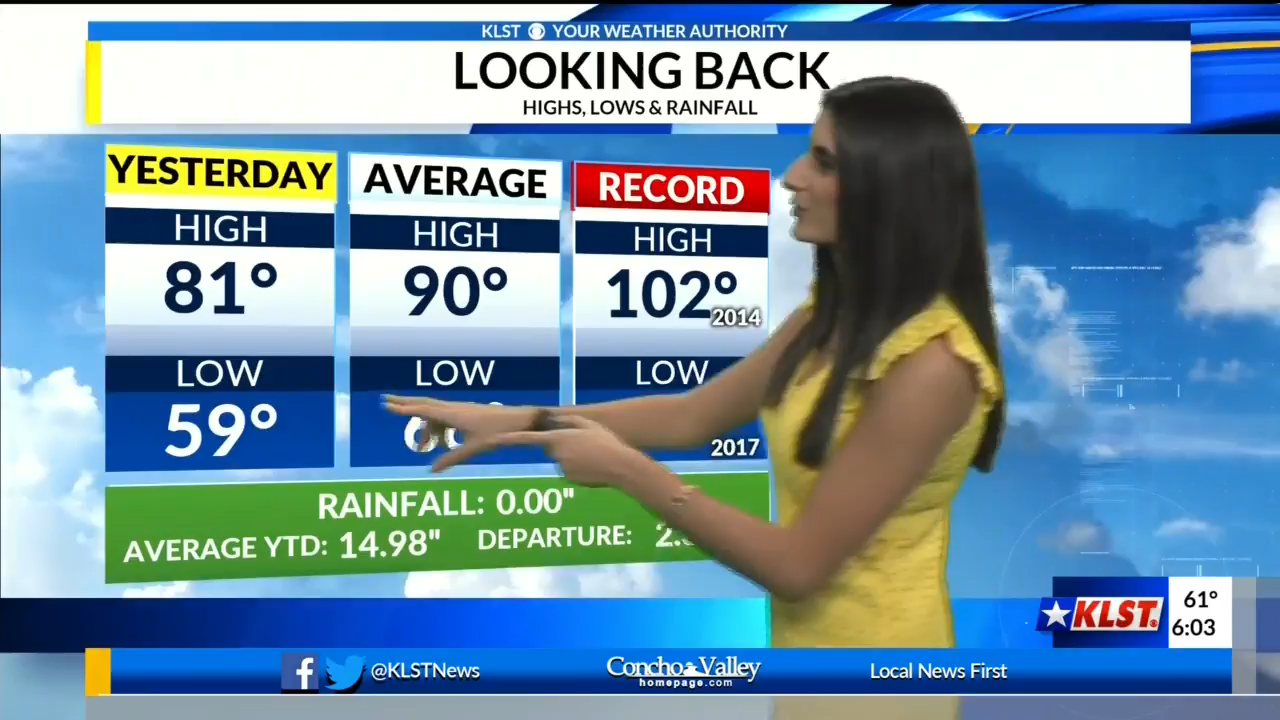 KLST YOUR WEATHER AUTHORITY
LOOKING BACK
HIGHS, LOWS & RAINFALL
YESTERDAY
HIGH
81°
LOW
59°
AVERAGE
HIGH
90°
LOW
RECORD
HIGH
102°
2014
LOW
2017
RAINFALL: 0.00"
AVERAGE YTD: 14.98" DEPARTURE:
KLST
61°
6:03
@KLSTNews
Concho Valley
homepage.com
Local News First